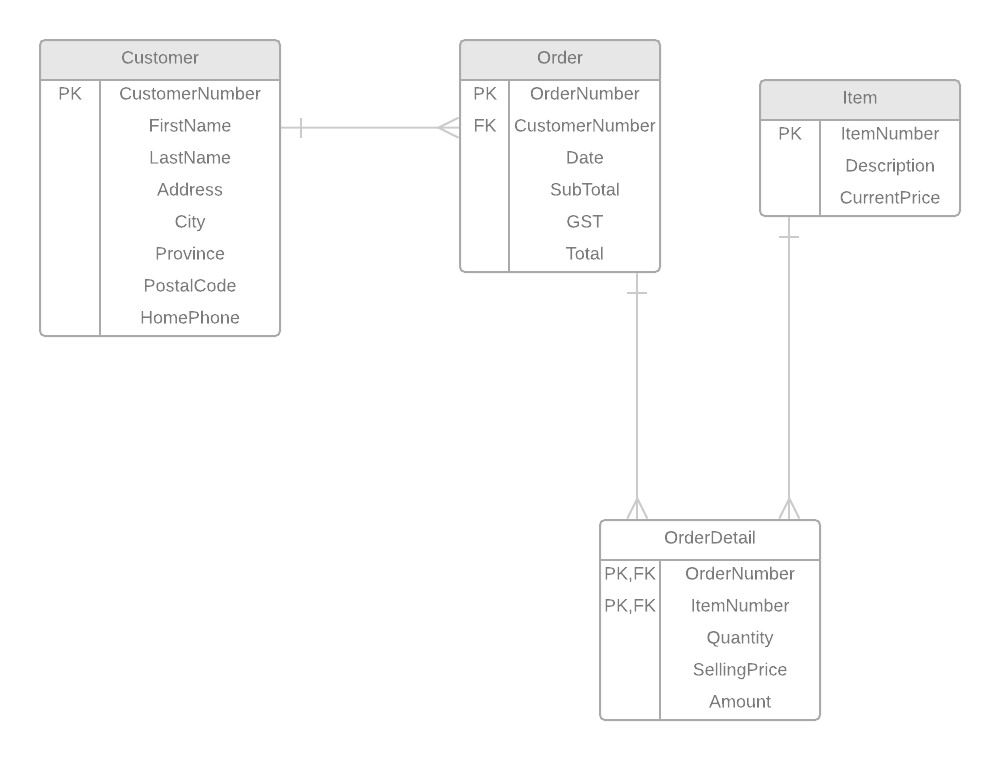 Customer
PK CustomerNumber
FirstName
LastName
Address
City
Province
PostalCode
HomePhone
Order
PK OrderNumber
FK CustomerNumber
Date
SubTotal
GST
Total
Item
PK ItemNumber
Description
CurrentPrice
OrderDetail
PK,FK OrderNumber
PK,FK ItemNumber
Quantity
SellingPrice
Amount